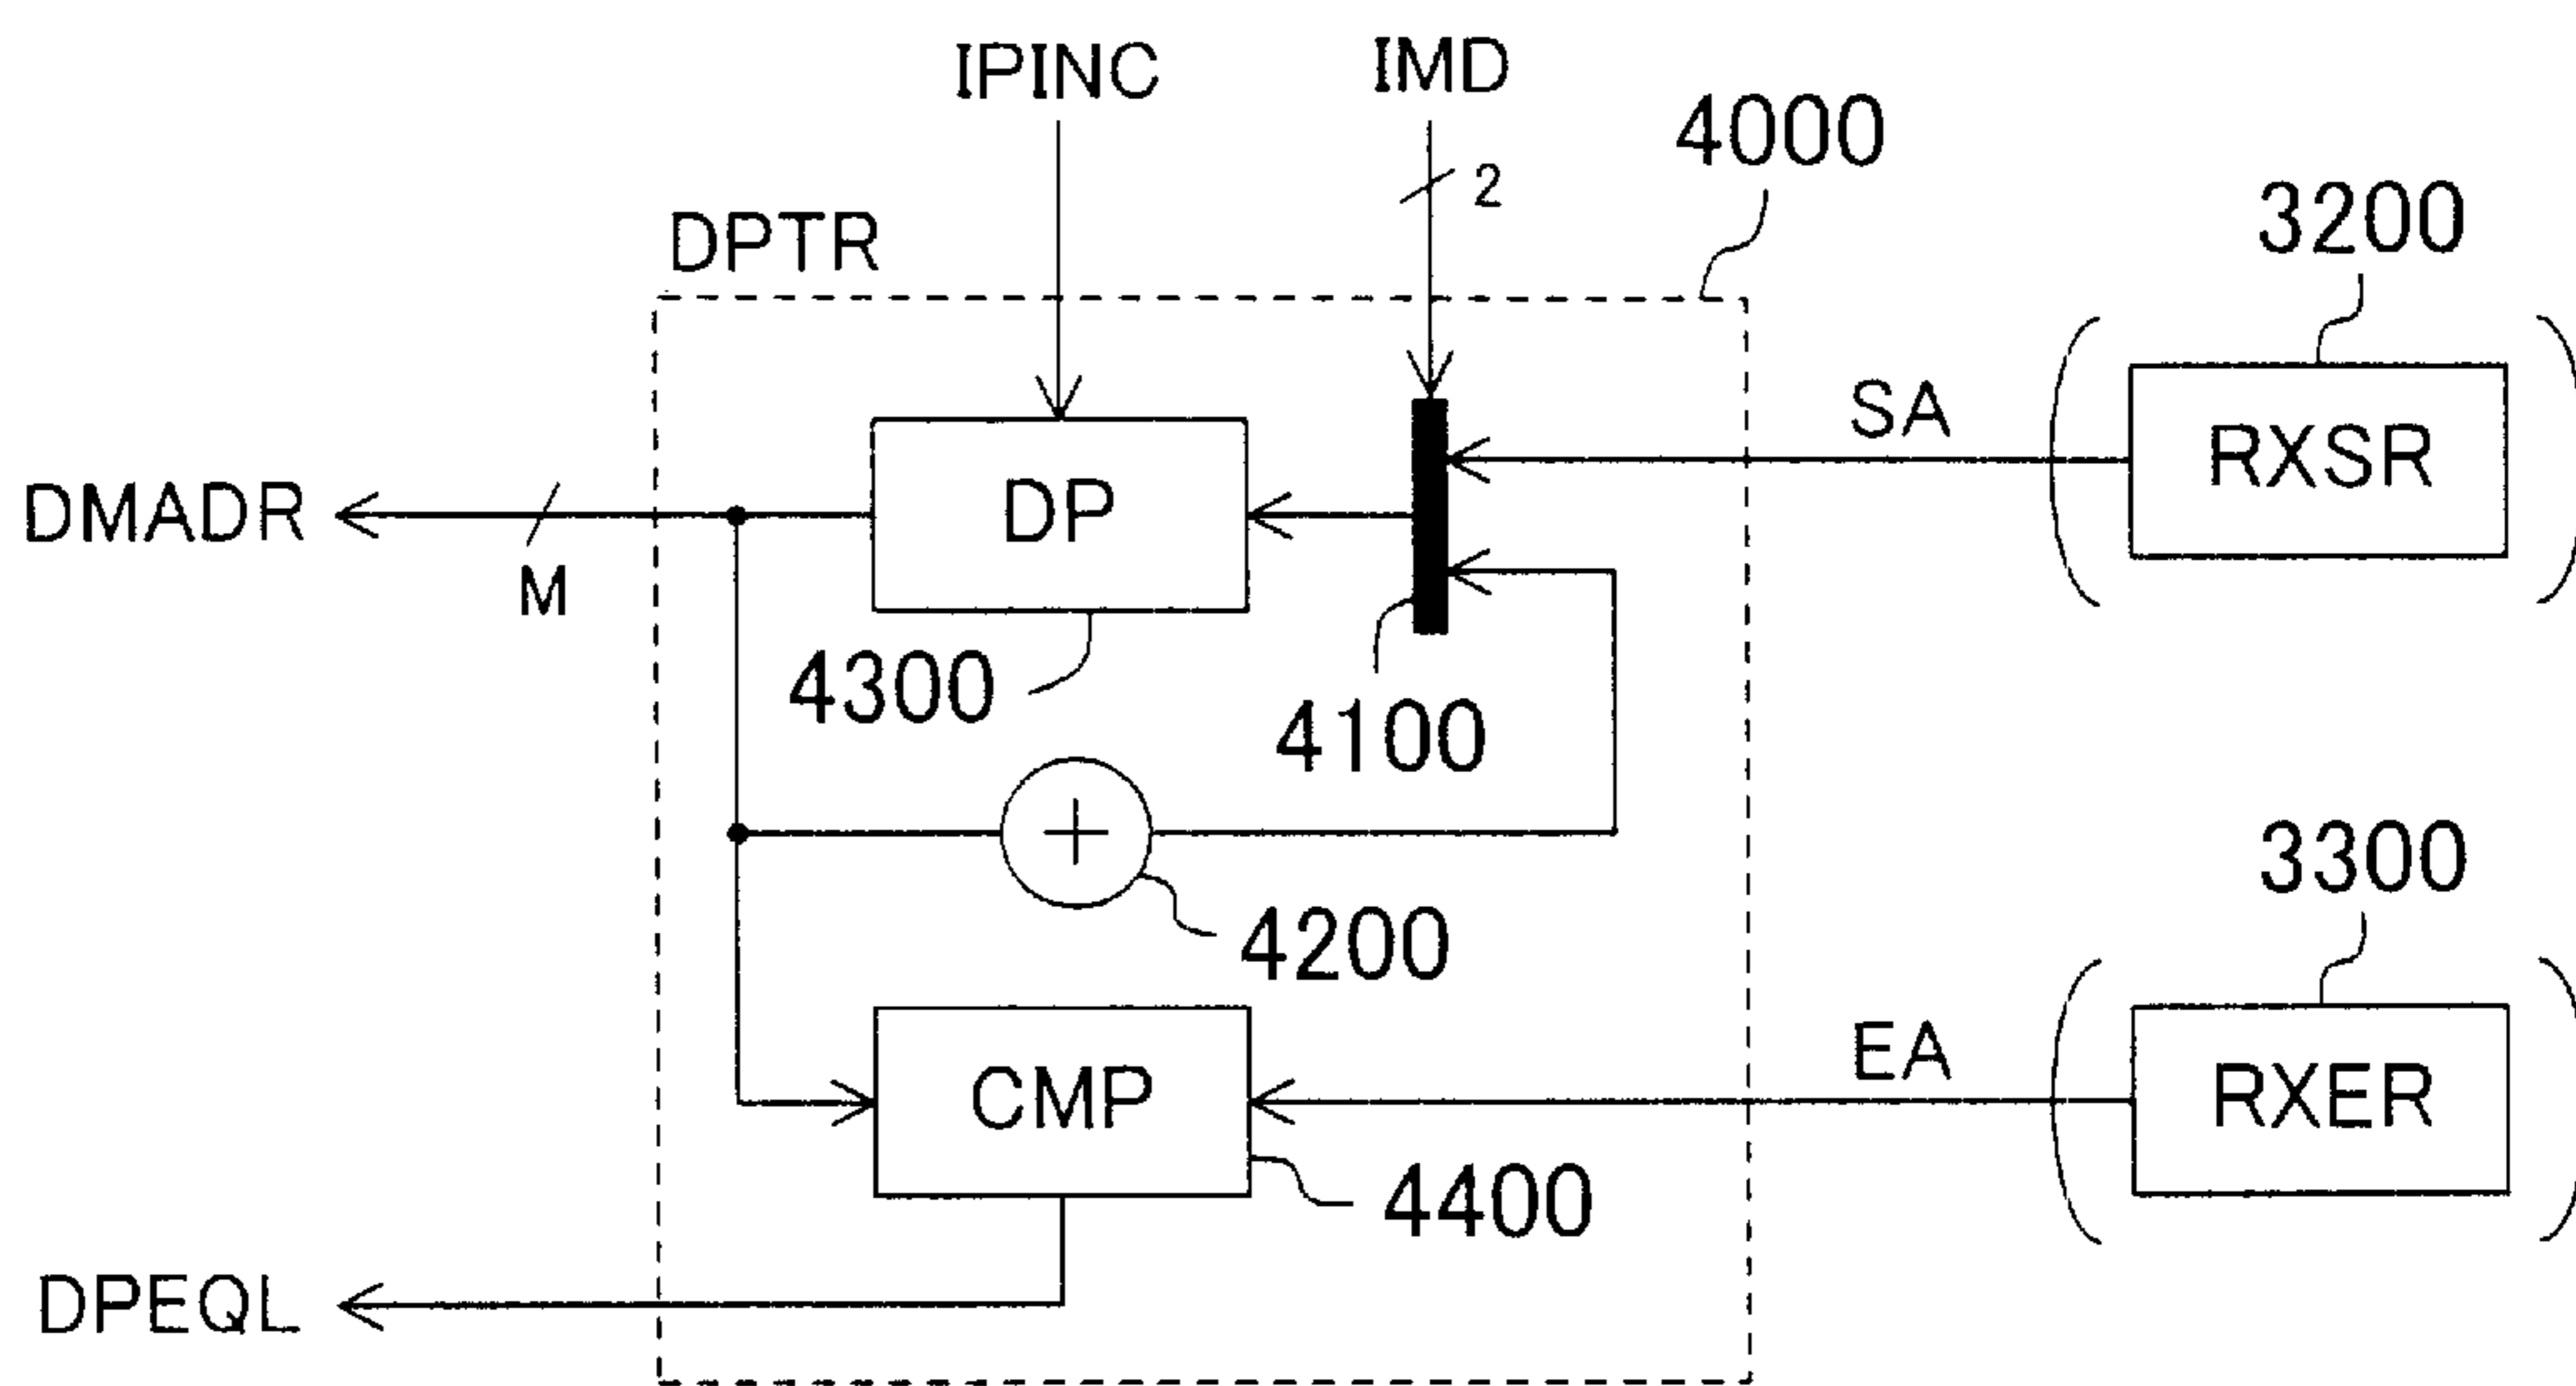 IPINC
IMD
4000
2
3200
DPTR
SA
RXSR
DP
DMADR
M
4300
4100
3300
4200
EA
CMP
RXER
4400
DPEQL